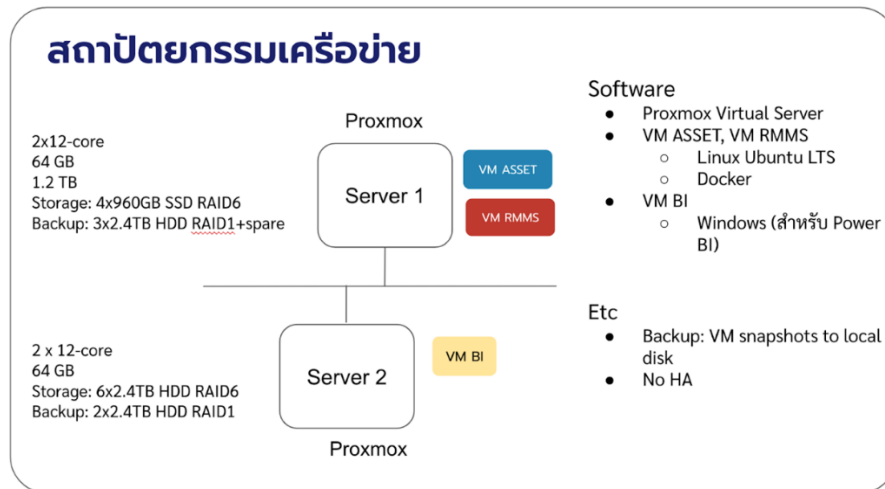 สถาปัตยกรรมเครือข่าย
2x12-core
64 GB
1.2 TB
Storage: 4x960GB SSD RAID6
Backup: 3x2.4TB HDD RAID1+spare
Proxmox
Server 1
VM ASSET
VM RMMS
2 x 12-core
64 GB
Storage: 6x2.4TB HDD RAID6
Backup: 2x2.4TB HDD RAID1
Server 2
VM BI
Proxmox
Software
● Proxmox Virtual Server
● VM ASSET, VM RMMS
○ Linux Ubuntu LTS
○ Docker
● VM BI
○ Windows (สำหรับ Power
BI)
Etc
● Backup: VM snapshots to local
disk
● No HA